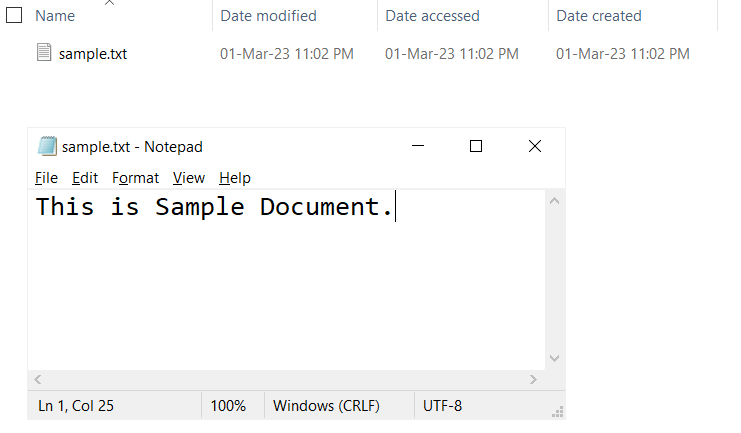 Name Date modified Date accessed Date created
sample.txt 01-Mar-23 11:02 PM 01-Mar-23 11:02 PM 01-Mar-23 11:02 PM
sample.txt - Notepad
File Edit Format View Help
This is Sample Document.
Ln 1, Col 25 100% Windows (CRLF) UTF-8